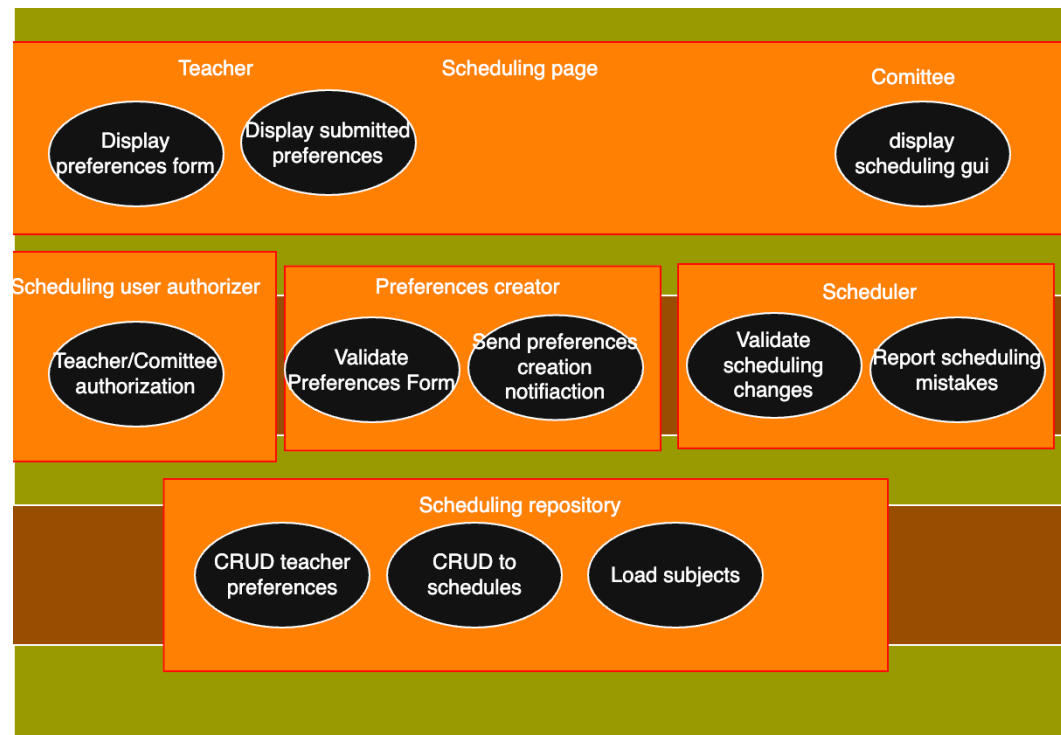 Teacher
Scheduling page
Comittee
Display
preferences form
Display submitted
preferences
display
scheduling gui
Scheduling user authorizer
Teacher/Comittee
authorization
Preferences creator
Validate
Preferences Form
Send preferences
creation
notifiaction
Scheduler
Validate
scheduling
changes
Report scheduling
mistakes
Scheduling repository
CRUD teacher
preferences
CRUD to
schedules
Load subjects